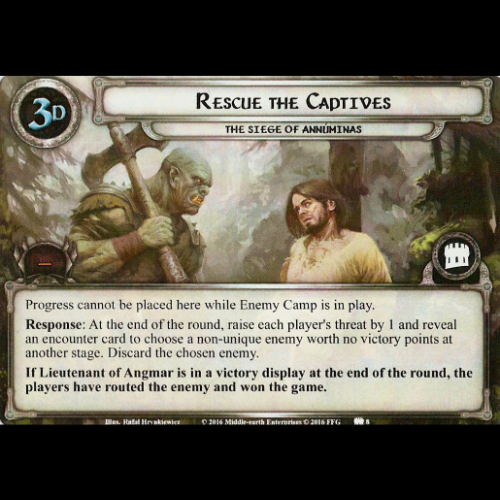 3D
RESCUE THE CAPTIVES
THE SIEGE OF ANNÚMINAS
Progress cannot be placed here while Enemy Camp is in play.
Response: At the end of the round, raise each player's threat by 1 and reveal
an encounter card to choose a non-unique enemy worth no victory points at
another stage. Discard the chosen enemy.
If Lieutenant of Angmar is in a victory display at the end of the round, the
players have routed the enemy and won the game.
Illus. Rafał Hrynkiewicz © 2016 Middle-earth Enterprises © 2016 FFG 8